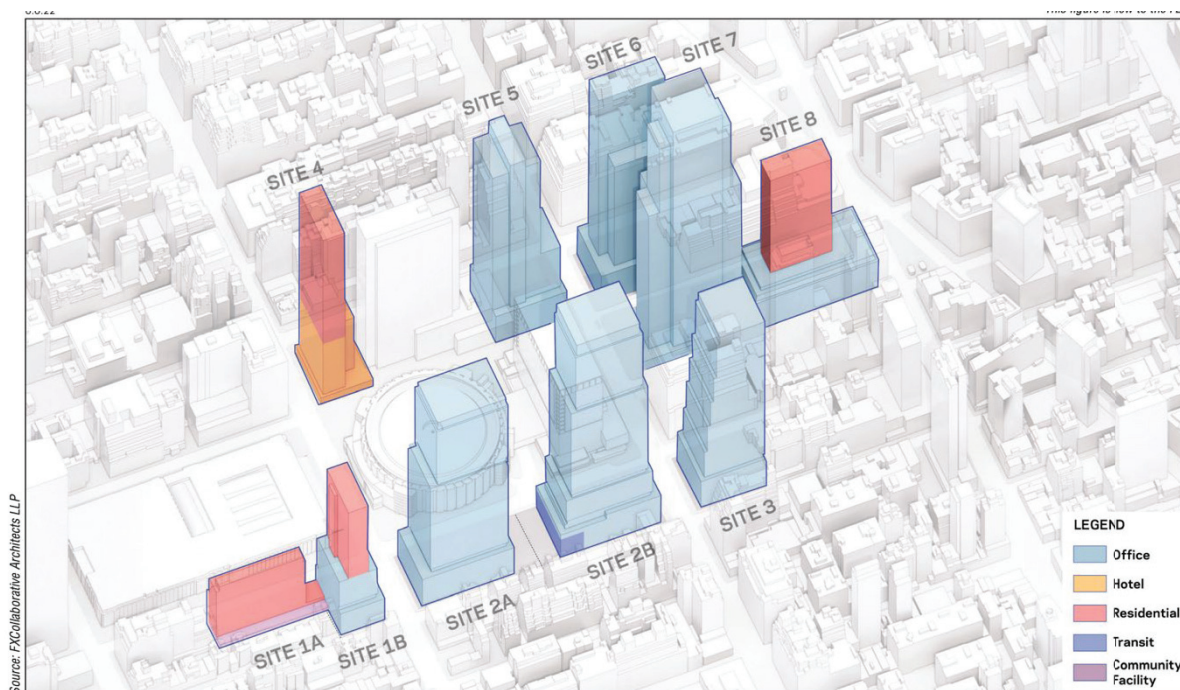 SITE 7
SITE 6
SITE 5
SITE 8
SITE 4
SITE 3
SITE 2B
SITE 2A
SITE 1A
SITE 1B
LEGEND
Office
Hotel
Residential
Transit
Community
Facility
Source: FXCollaborative Architects LLP